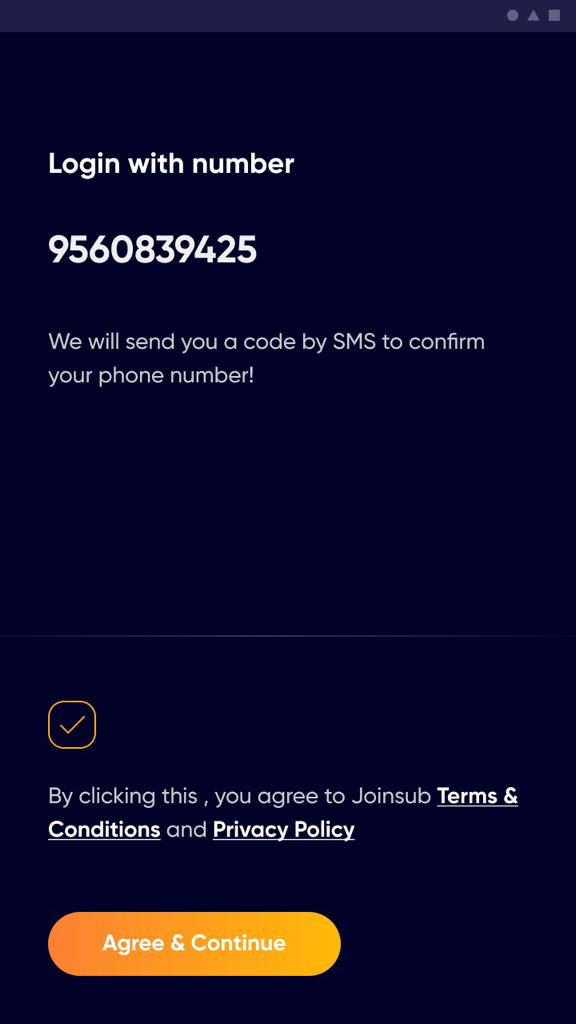 Login with number
9560839425
We will send you a code by SMS to confirm
your phone number!
By clicking this , you agree to Joinsub Terms &
Conditions and Privacy Policy
Agree & Continue